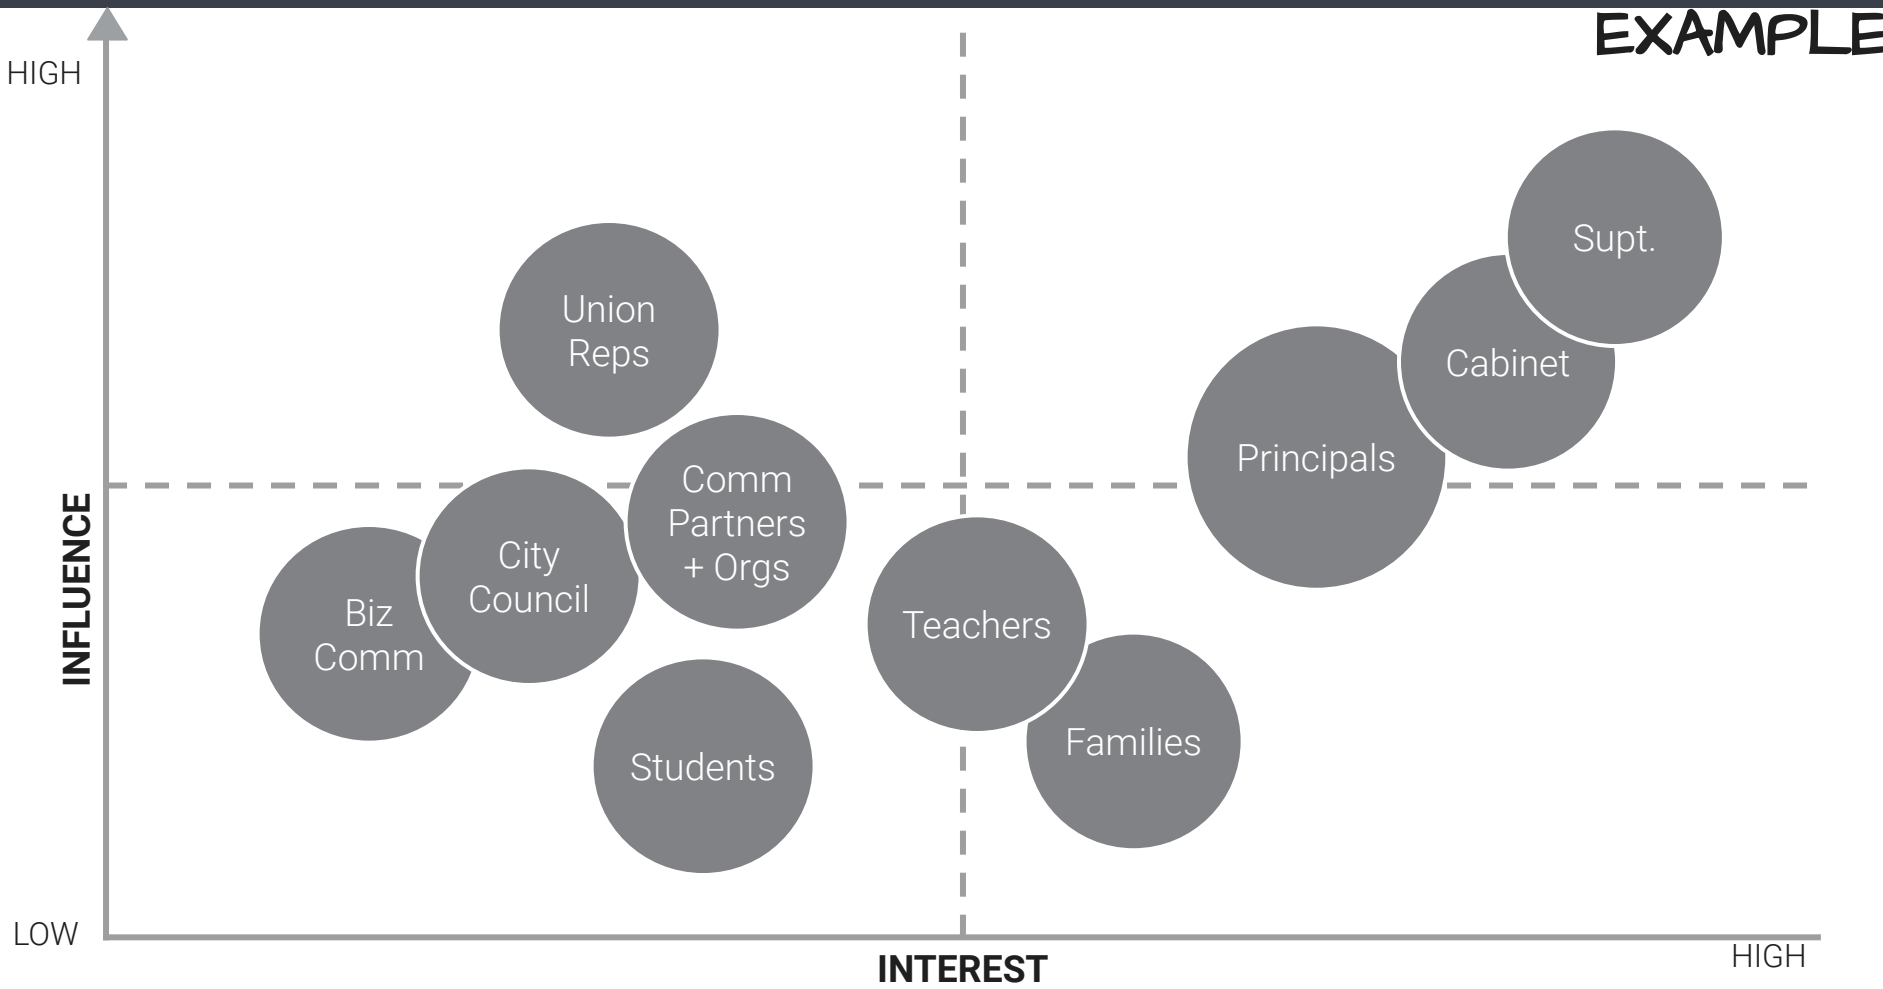 EXAMPLE
HIGH
Supt.
Union
Reps
Cabinet
Principals
Comm
Partners
+ Orgs
City
Council
Biz
Comm
Teachers
Families
Students
INFLUENCE
LOW
INTEREST
HIGH